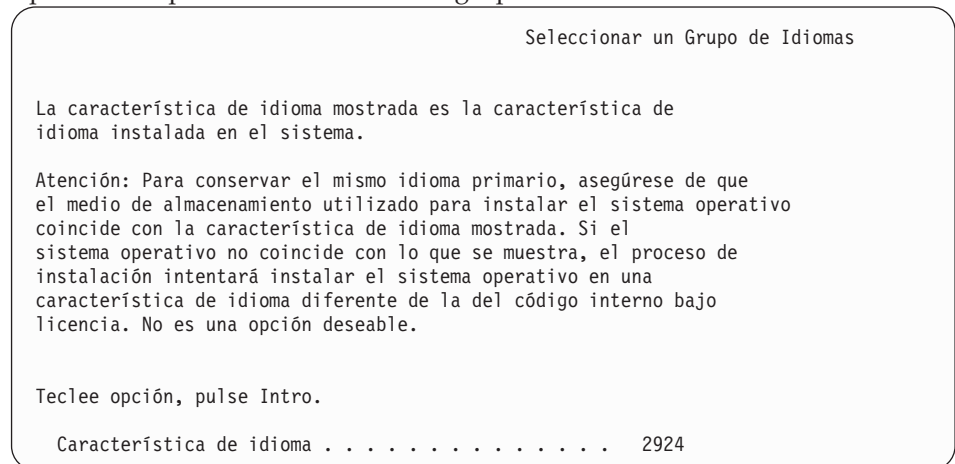 Seleccionar un Grupo de Idiomas
La característica de idioma mostrada es la característica de
idioma instalada en el sistema.
Atención: Para conservar el mismo idioma primario, asegúrese de que
el medio de almacenamiento utilizado para instalar el sistema operativo
coincide con la característica de idioma mostrada. Si el
sistema operativo no coincide con lo que se muestra, el proceso de
instalación intentará instalar el sistema operativo en una
característica de idioma diferente de la del código interno bajo
licencia. No es una opción deseable.
Teclee opción, pulse Intro.
Característica de idioma . . . . . . . . . . . . . . 2924